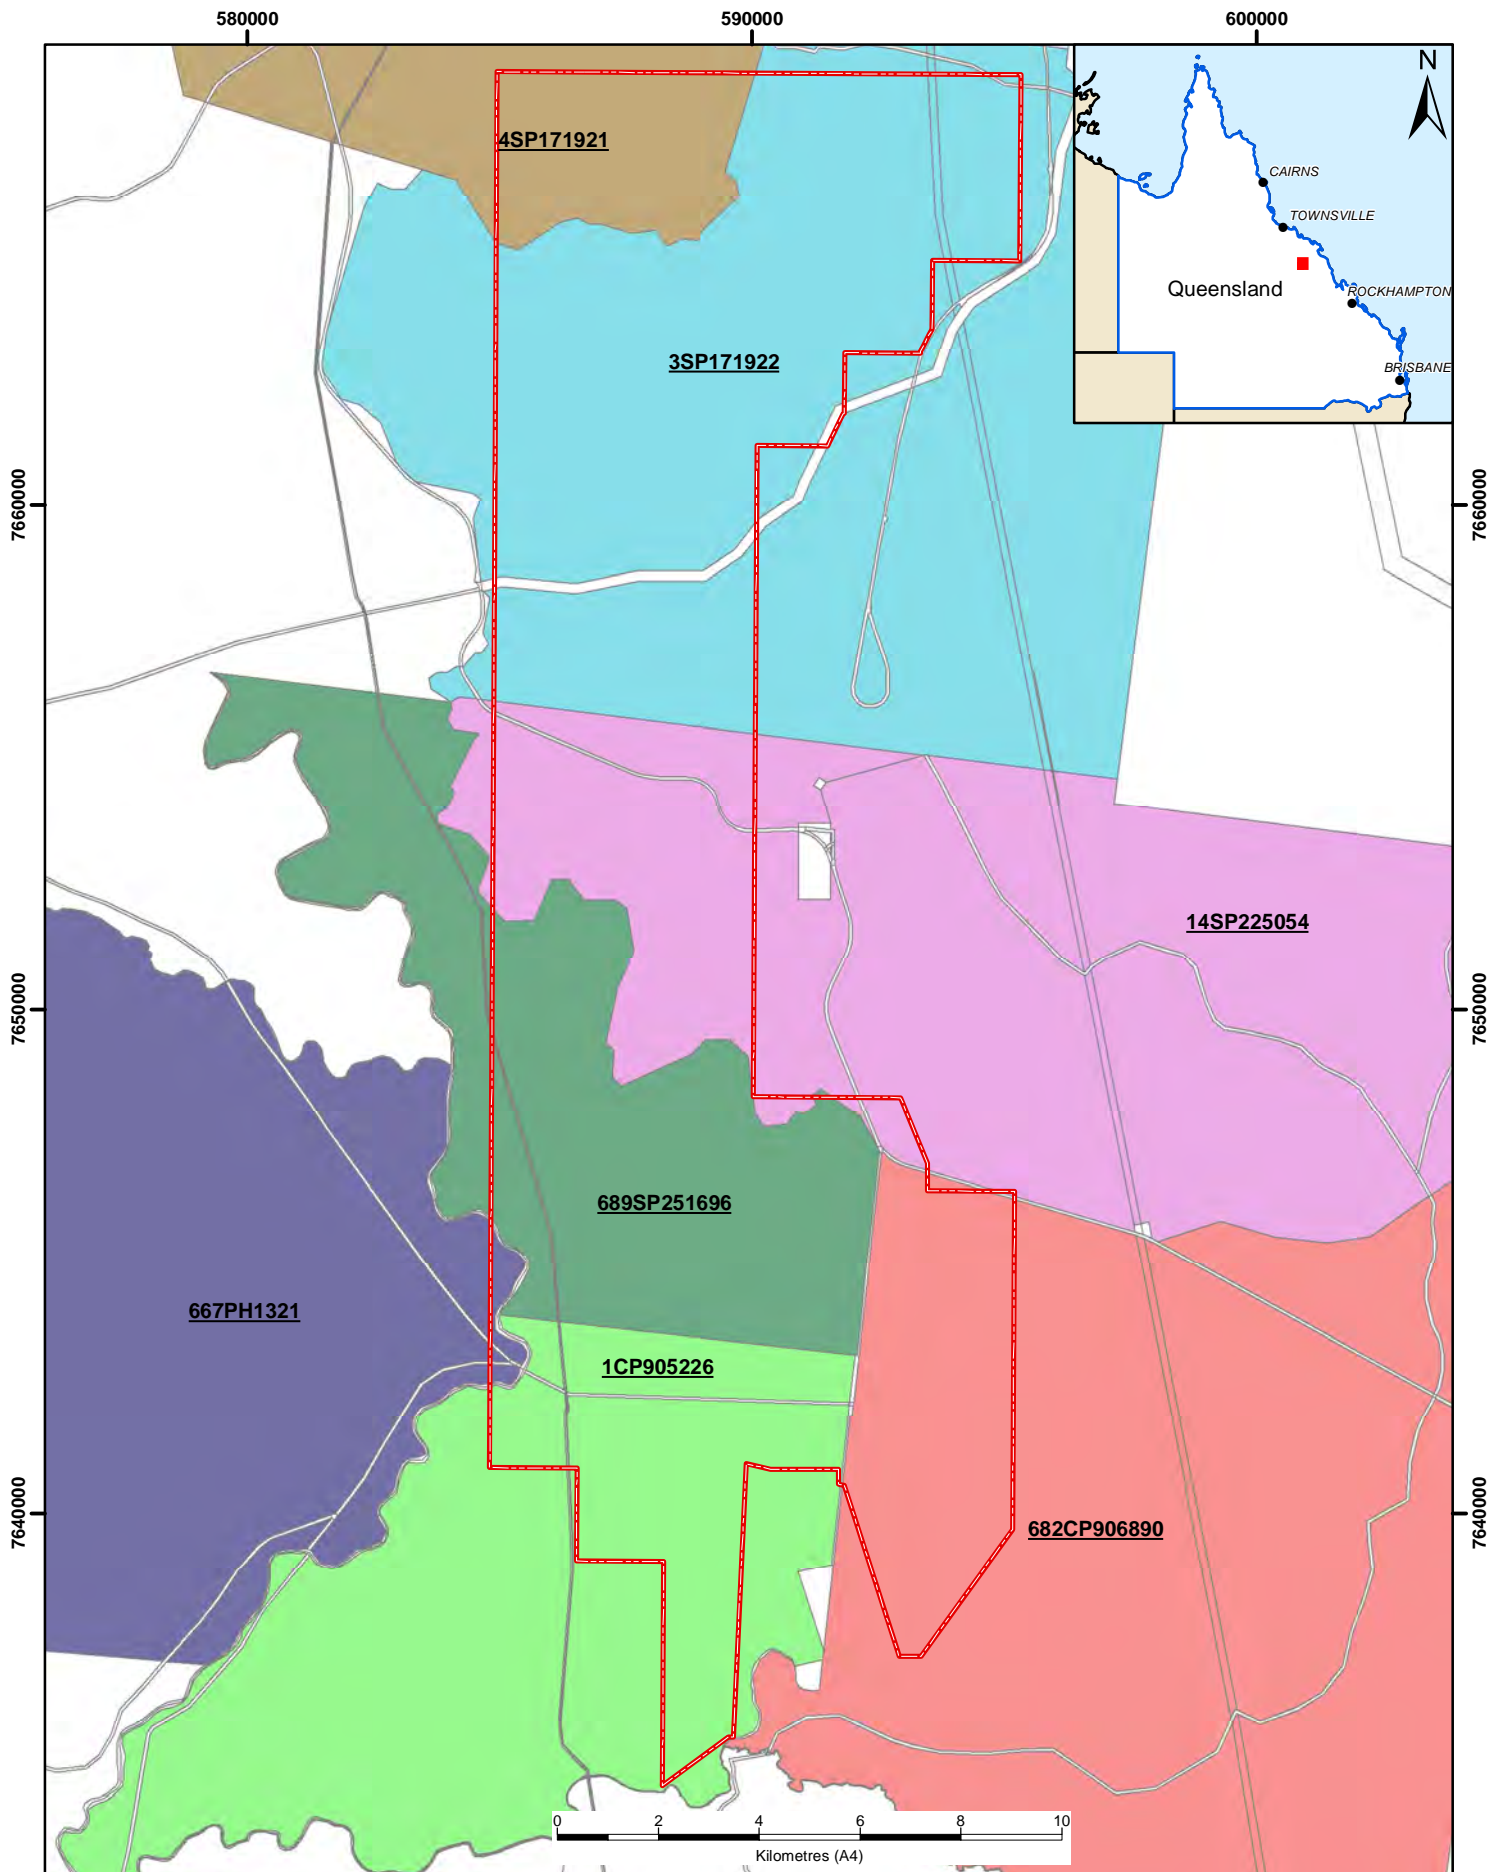 580000
590000
600000
N
4SP171921
CAIRNS
TOWNSVILLE
Queensland
ROCKHAMPTON
3SP171922
BRISBANE
7660000
7660000
14SP225054
7650000
7650000
689SP251696
667PH1321
1CP905226
7640000
7640000
682CP906890
0 2 4 6 8 10
Kilometres (A4)